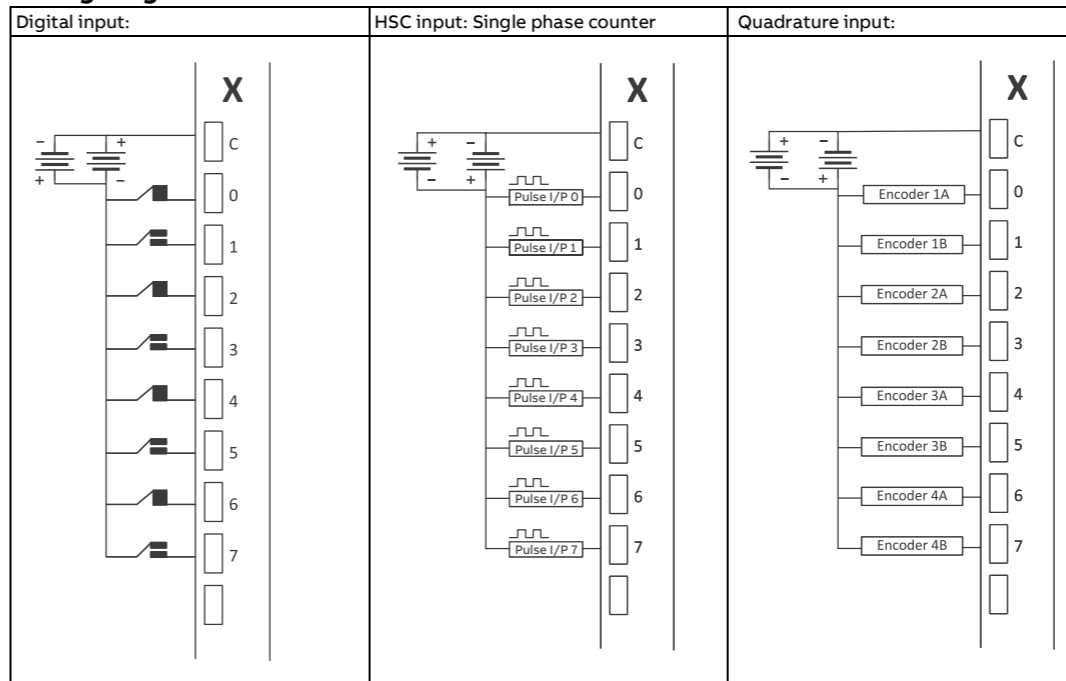 Digital input:
X
- +
+ -
C
0
1
2
3
4
5
6
7
HSC input: Single phase counter
X
+ -
- +
C
Pulse I/P 0 0
Pulse I/P 1 1
Pulse I/P 2 2
Pulse I/P 3 3
Pulse I/P 4 4
Pulse I/P 5 5
Pulse I/P 6 6
Pulse I/P 7 7
Quadrature input:
X
+ -
- +
C
Encoder 1A 0
Encoder 1B 1
Encoder 2A 2
Encoder 2B 3
Encoder 3A 4
Encoder 3B 5
Encoder 4A 6
Encoder 4B 7